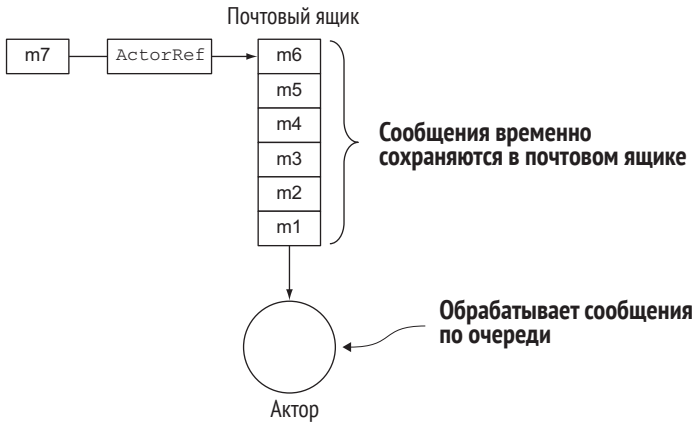 Почтовый ящик
m7
ActorRef
m6
m5
m4
m3
m2
m1
Сообщения временно
сохраняются в почтовом ящике
Обрабатывает сообщения
по очереди
Актор